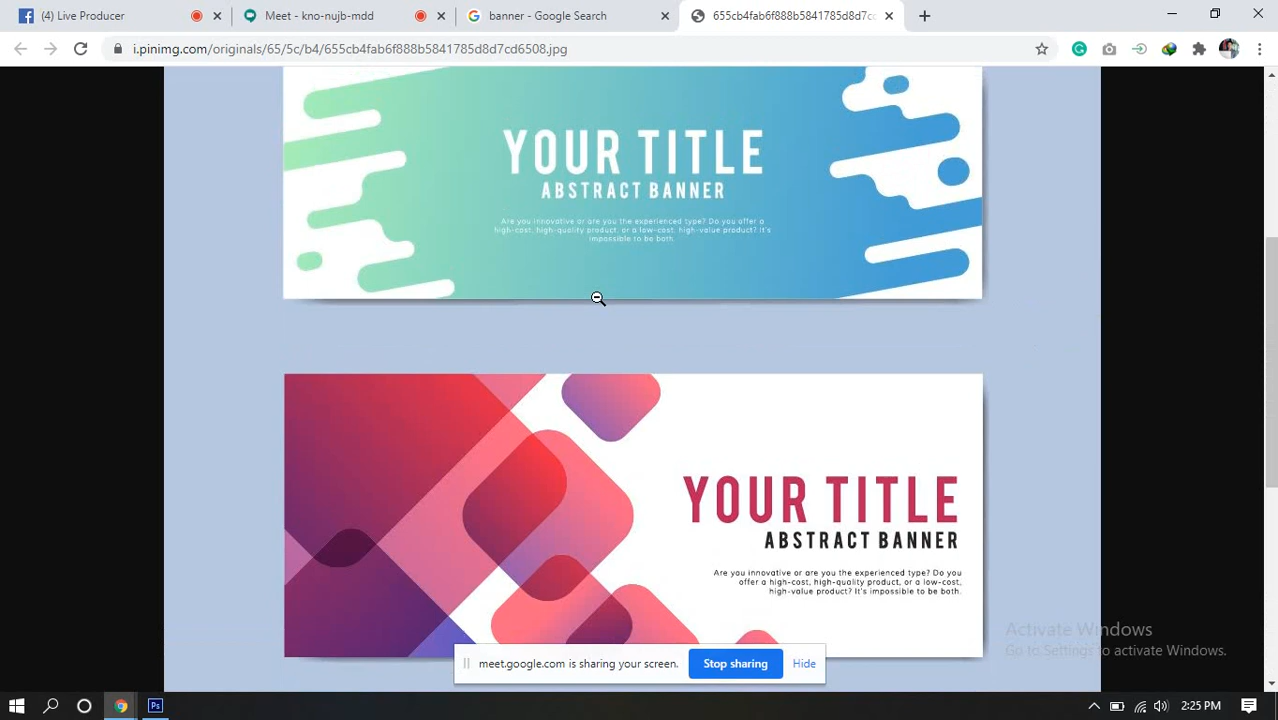 (4) Live Producer
Meet - kno-nujb-mdd
banner - Google Search
655cb4fab6f888b5841785d8d7cc
i.pinimg.com/originals/65/5c/b4/655cb4fab6f888b5841785d8d7cd6508.jpg
YOUR TITLE
ABSTRACT BANNER
Are you innovative or are you the experienced type? Do you offer a
high-cost, high-quality product, or a low-cost, high-value product? It's
impossible to be both
YOUR TITLE
ABSTRACT BANNER
Are you innovative or are you the experienced type? Do you
offer a high-cost, high-quality product, or a low-cost,
high-value product? It's impossible to be both.
Activate Windows
Go to Settings to activate Windows.
meet.google.com is sharing your screen.
Stop sharing
Hide
Ps
2:25 PM